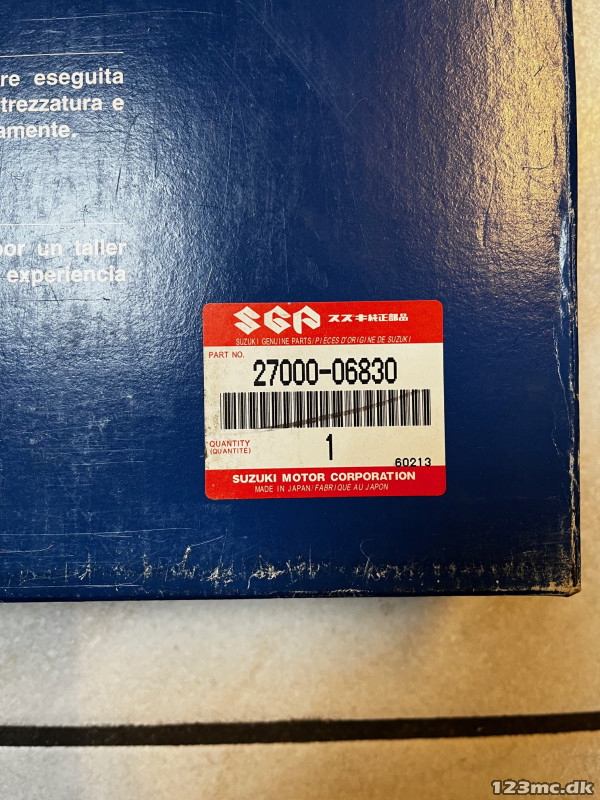 re eseguita
trezzatura e
amente.
por un taller
experiencia
SGP スズキ純正部品
SUZUKI GENUINE PARTS/PIÈCES D'ORIGINE DE SUZUKI
PART NO.
27000-06830
QUANTITY
(QUANTITÉ)
1
60213
SUZUKI MOTOR CORPORATION
MADE IN JAPAN/FABRIQUÉ AU JAPON
123mc.dk